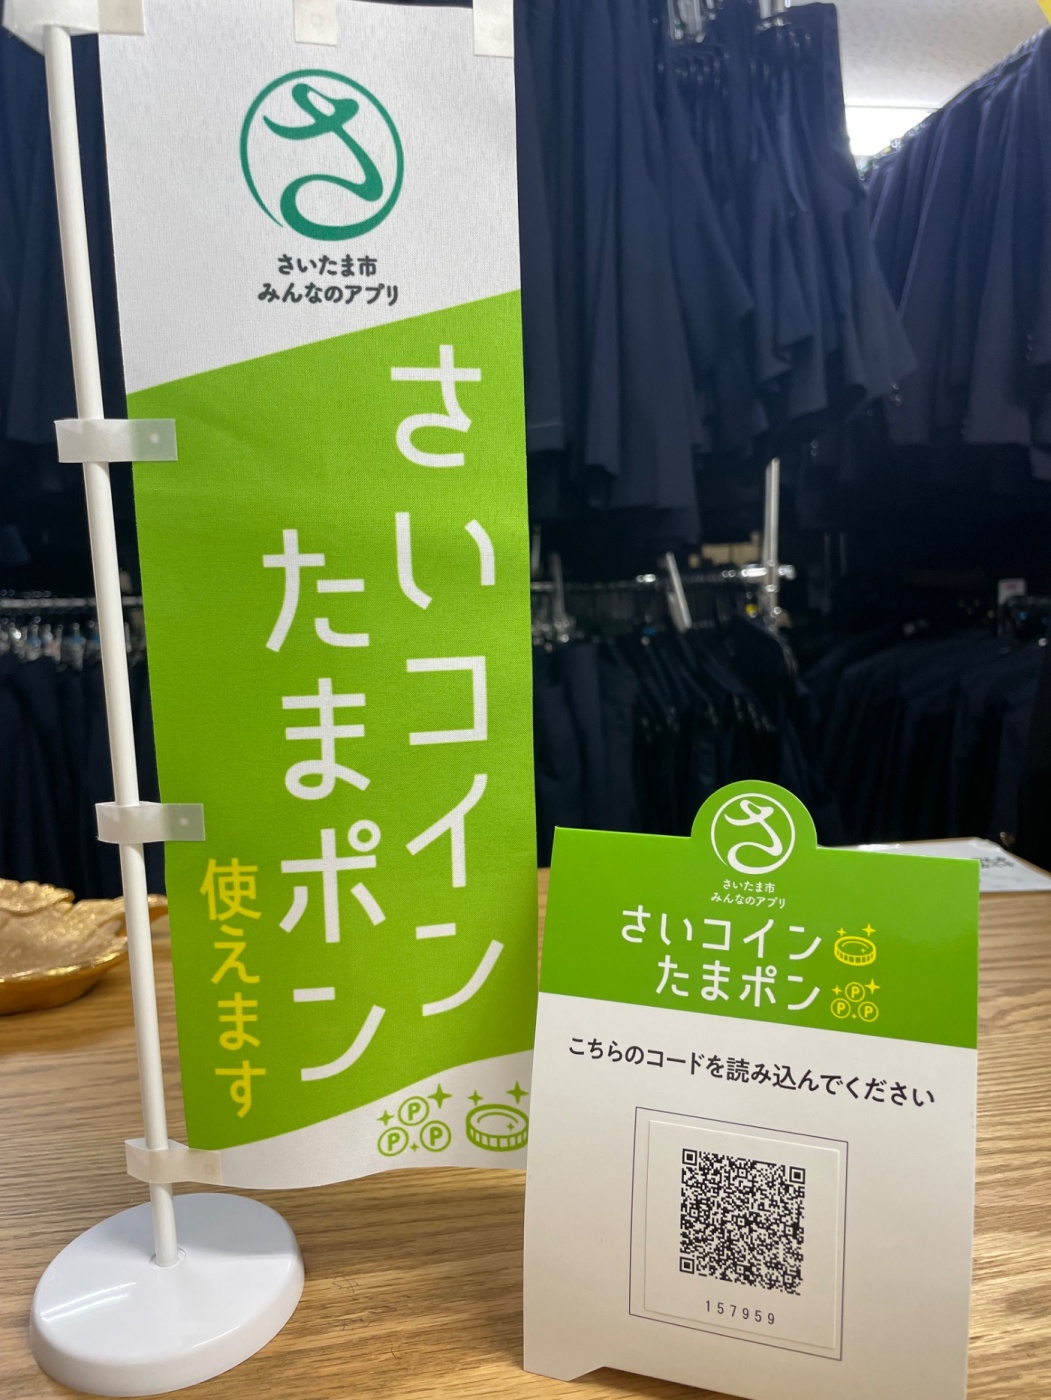 さ
さいたま市
みんなのアプリ
さいコイン
たまポン
使えます
P
P P
さ
さいたま市
みんなのアプリ
さいコイン
たまポン
P
P P
こちらのコードを読み込んでください
157959